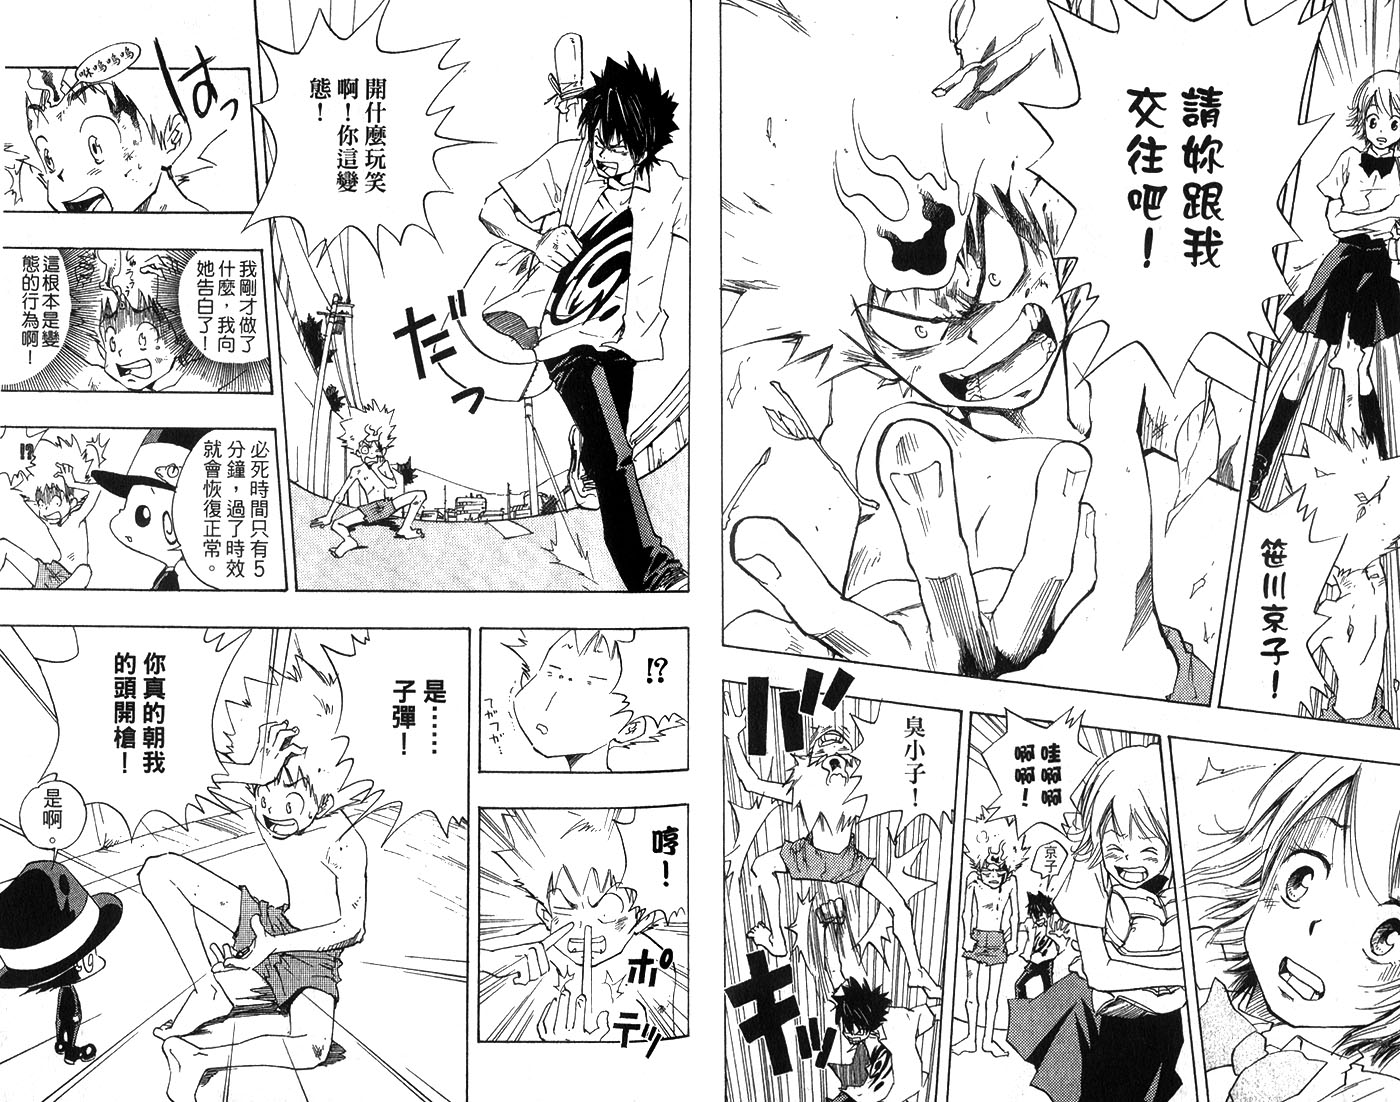 笹川京子！
請妳跟我
交往吧！
哇啊啊
啊啊！
京子
臭小子！
バ
キッ
開什麼玩笑
啊！你這變
態！
だっ
はっ
咻嗚嗚嗚
我剛才做了
什麼，我向
她告白了！
這根本是變
態的行為啊！
必死時間只有5
分鐘，過了時效
就會恢復正常。
!?
!?
哼！
ポ
テッ
是……
子彈！
你真的朝我
的頭開槍！
是啊。